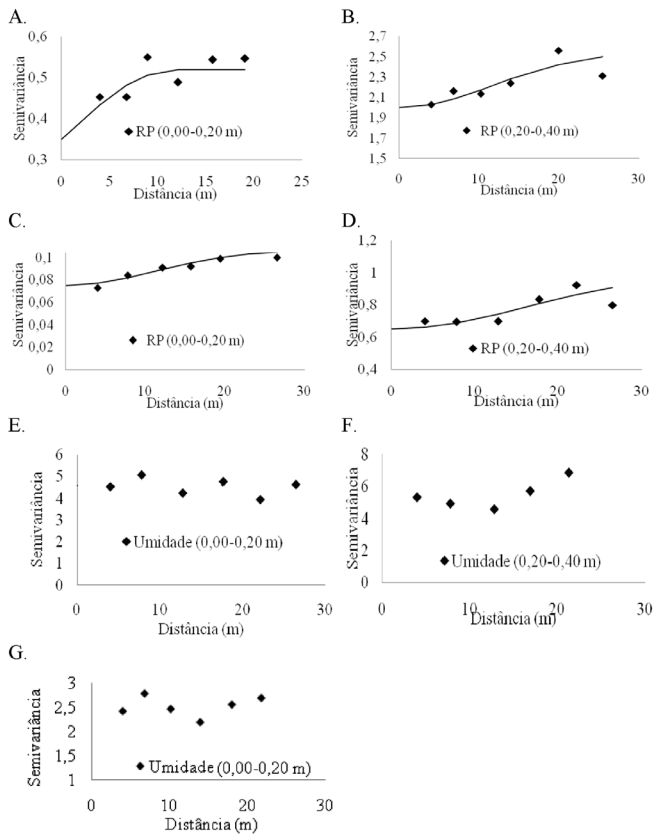 A.
Semivariância
0,6
0,5
0,4
0,3
RP (0,00-0,20 m)
0 5 10 15 20 25
Distância (m)
B.
Semivariância
2,7
2,5
2,3
2,1
1,9
1,7
1,5
RP (0,20-0,40 m)
0 10 20 30
Distância (m)
C.
Semivariância
0,1
0,08
0,06
0,04
0,02
0
RP (0,00-0,20 m)
0 10 20 30
Distância (m)
D.
Semivariância
1,2
1
0,8
0,6
0,4
RP (0,20-0,40 m)
0 10 20 30
Distância (m)
E.
Semivariância
6
5
4
3
2
1
0
Umidade (0,00-0,20 m)
0 10 20 30
Distância (m)
F.
Semivariância
8
6
4
2
0
Umidade (0,20-0,40 m)
0 10 20 30
Distância (m)
G.
Semivariância
3
2,5
2
1,5
1
Umidade (0,00-0,20 m)
0 10 20 30
Distância (m)